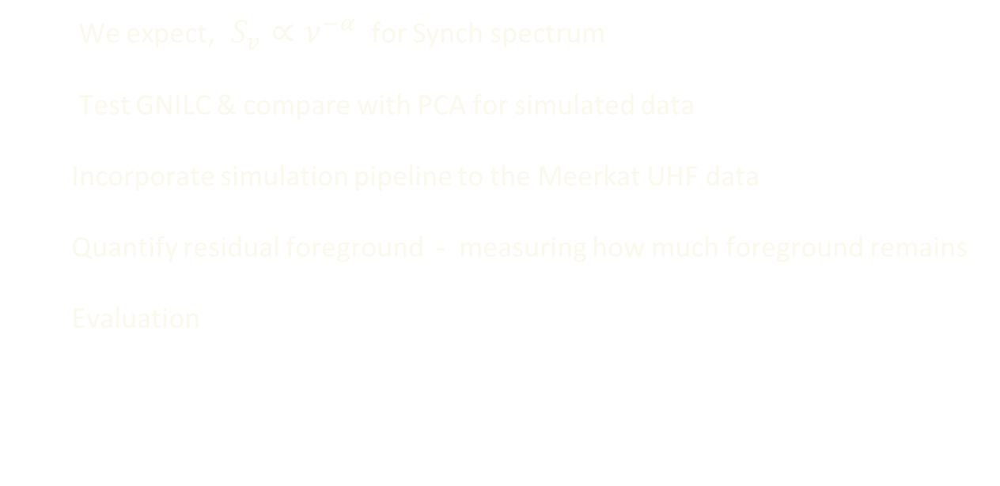 We expect, $S_\nu \propto \nu^{-\alpha}$ for Synch spectrum
Test GNILC & compare with PCA for simulated data
Incorporate simulation pipeline to the Meerkat UHF data
Quantify residual foreground - measuring how much foreground remains
Evaluation